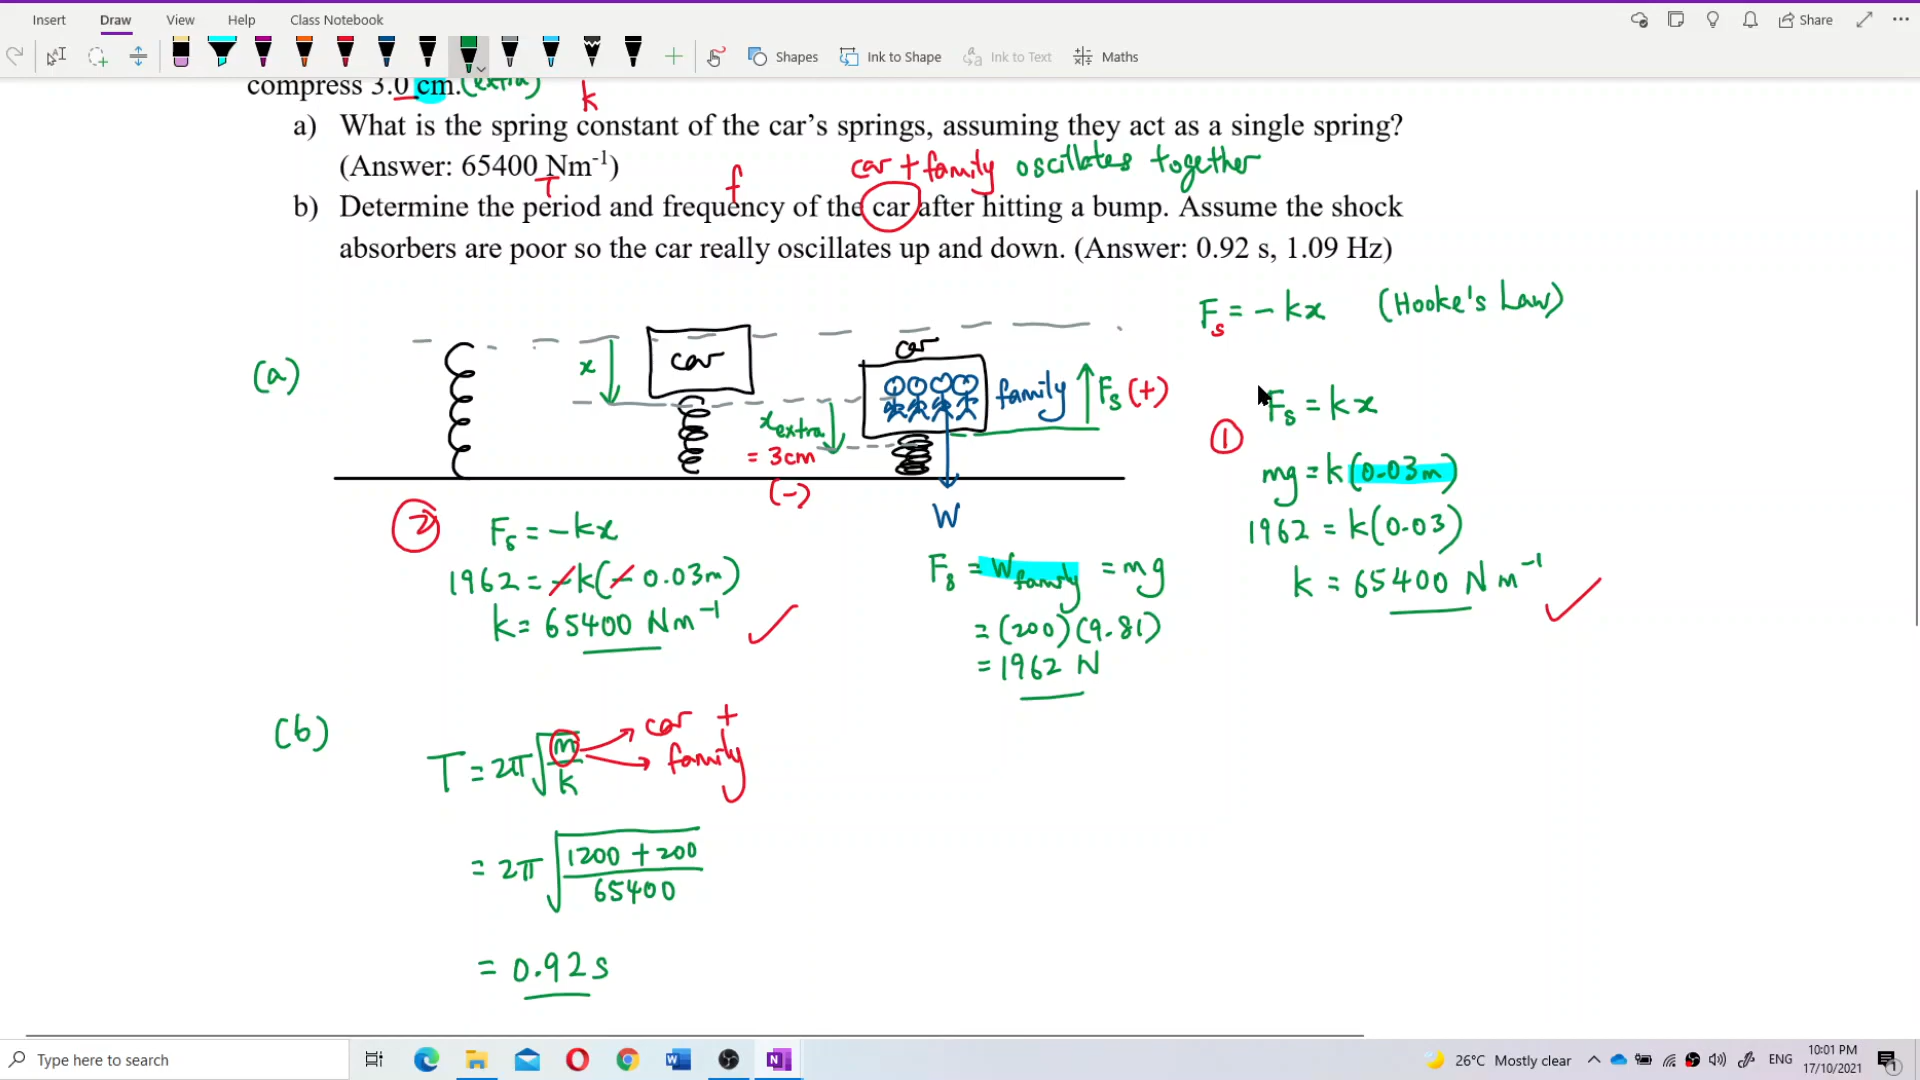 Insert Draw View Help Class Notebook Share
Shapes Ink to Shape Ink to Text Maths
compress 3.0 cm. (extra)
k
a) What is the spring constant of the car’s springs, assuming they act as a single spring?
(Answer: 65400 Nm⁻¹)
T f car + family oscillates together
b) Determine the period and frequency of the car after hitting a bump. Assume the shock
absorbers are poor so the car really oscillates up and down. (Answer: 0.92 s, 1.09 Hz)
Fs = -kx (Hooke's Law)
(a)
x
car
car
family
Fs (+)
x extra
= 3cm
(-)
W
Fs = kx
①
mg = k(0.03m)
1962 = k(0.03)
k = 65400 N m⁻¹
②
Fs = -kx
1962 = -k(-0.03m)
k = 65400 Nm⁻¹
Fs = W family = mg
= (200)(9.81)
= 1962 N
(b)
T = 2π√m/k
car +
family
= 2π√1200 + 200/65400
= 0.92 s
Type here to search
26°C Mostly clear
ENG
10:01 PM
17/10/2021
1